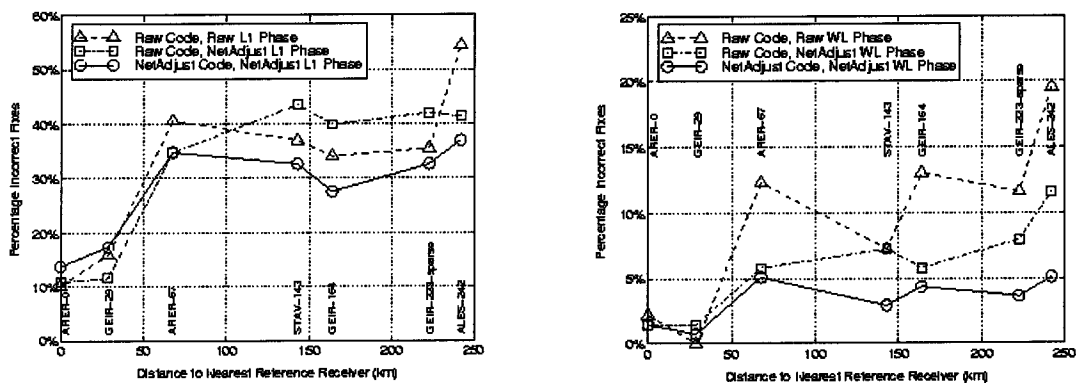 60%
50%
40%
30%
20%
10%
0%
Percentage Incorrect Fixes
Raw Code, Raw L1 Phase
Raw Code, NetAdjust L1 Phase
NetAdjust Code, NetAdjust L1 Phase
ARER-0
GEIR-29
ARER-67
STAV-143
GEIR-164
GEIR-223-sparse
ALES-242
0 50 100 150 200 250
Distance to Nearest Reference Receiver (km)
25%
20%
15%
10%
5%
0%
Percentage Incorrect Fixes
Raw Code, Raw WL Phase
Raw Code, NetAdjust WL Phase
NetAdjust Code, NetAdjust WL Phase
ARER-0
GEIR-29
ARER-67
STAV-143
GEIR-164
GEIR-223-sparse
ALES-242
0 50 100 150 200 250
Distance to Nearest Reference Receiver (km)